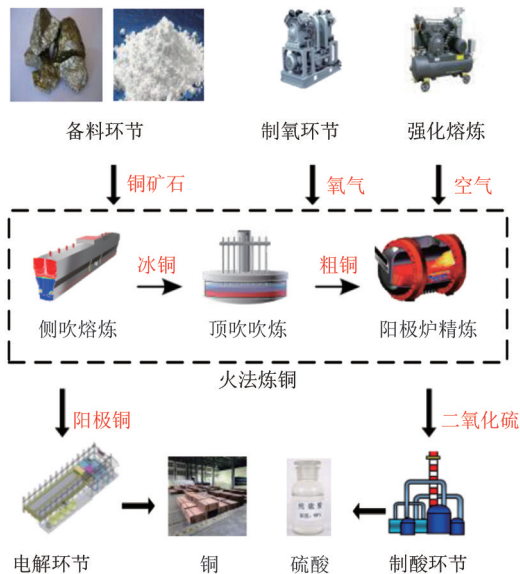 备料环节
制氧环节
强化熔炼
铜矿石
氧气
空气
冰铜
粗铜
侧吹熔炼
顶吹吹炼
阳极炉精炼
火法炼铜
阳极铜
二氧化硫
电解环节
铜
硫酸
制酸环节